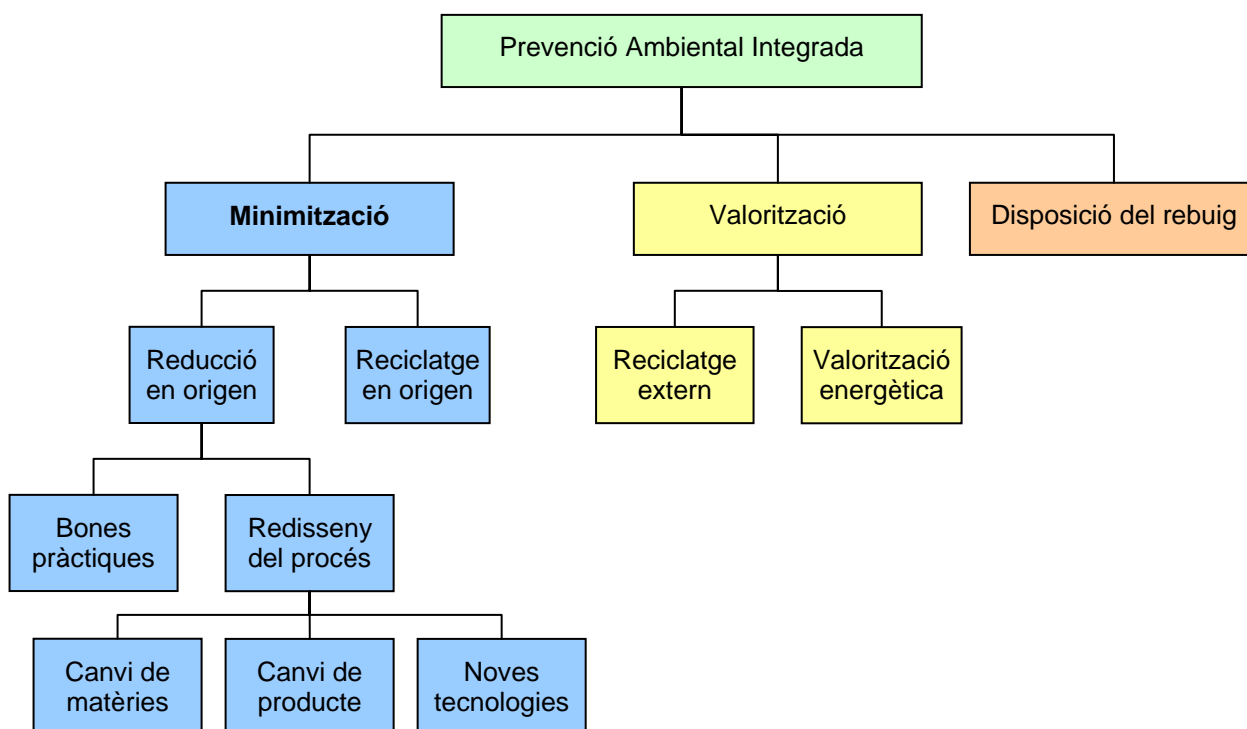 Prevenció Ambiental Integrada
Minimització
Valorització
Disposició del rebuig
Reducció
en origen
Reciclatge
en origen
Reciclatge
extern
Valorització
energètica
Bones
pràctiques
Redisseny
del procés
Canvi de
matèries
Canvi de
producte
Noves
tecnologies